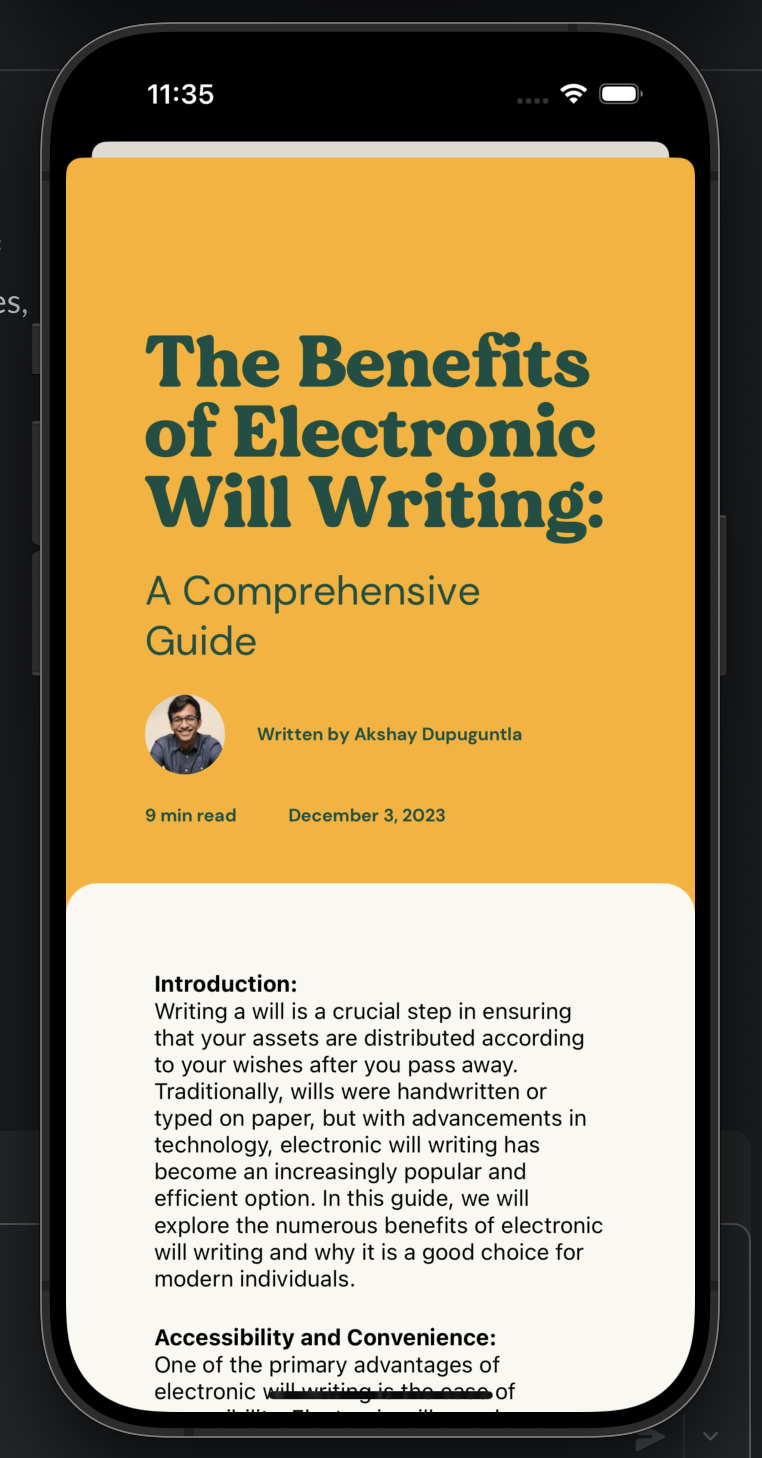 11:35
es,
The Benefits
of Electronic
Will Writing:
A Comprehensive
Guide
Written by Akshay Dupuguntla
9 min read December 3, 2023
Introduction:
Writing a will is a crucial step in ensuring
that your assets are distributed according
to your wishes after you pass away.
Traditionally, wills were handwritten or
typed on paper, but with advancements in
technology, electronic will writing has
become an increasingly popular and
efficient option. In this guide, we will
explore the numerous benefits of electronic
will writing and why it is a good choice for
modern individuals.
Accessibility and Convenience:
One of the primary advantages of
electronic will writing is the ease of